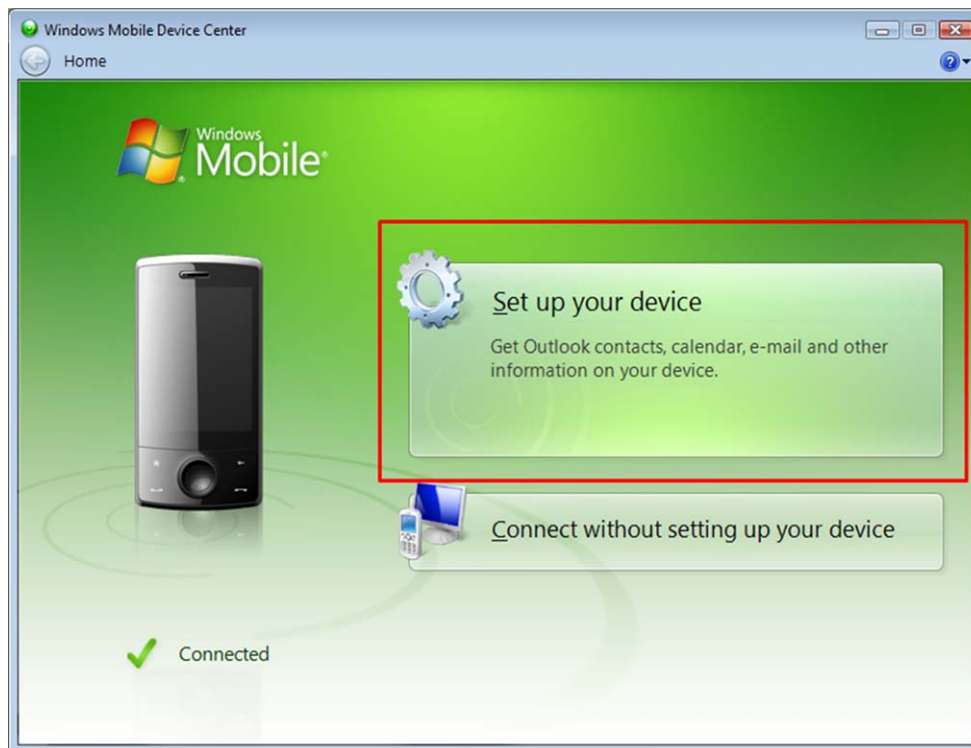 Windows Mobile Device Center
Home
Windows
Mobile®
Set up your device
Get Outlook contacts, calendar, e-mail and other
information on your device.
Connect without setting up your device
Connected